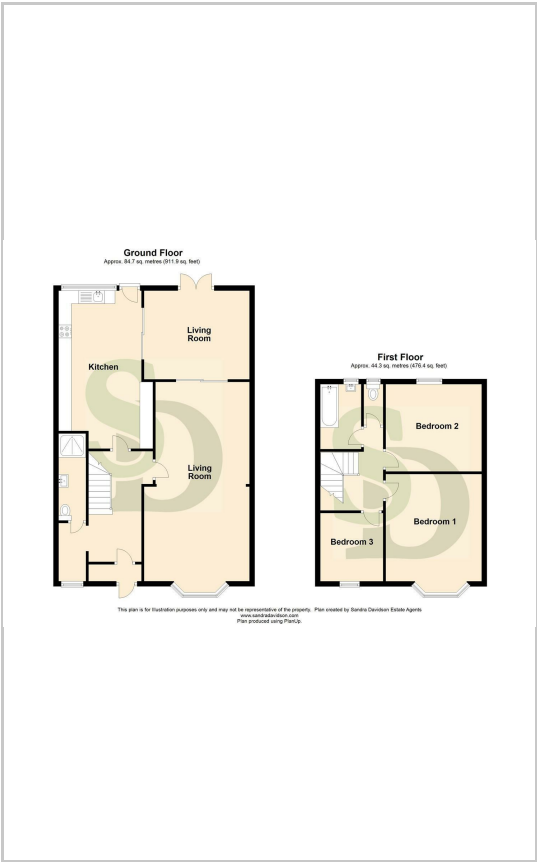 Ground Floor
Approx. 84.7 sq. metres (911.9 sq. feet)
Living
Room
Kitchen
Living
Room
First Floor
Approx. 44.3 sq. metres (476.4 sq. feet)
Bedroom 2
Bedroom 1
Bedroom 3
This plan is for illustration purposes only and may not be representative of the property. Plan created by Sandra Davidson Estate Agents
www.sandradavidson.com
Plan produced using PlanUp.